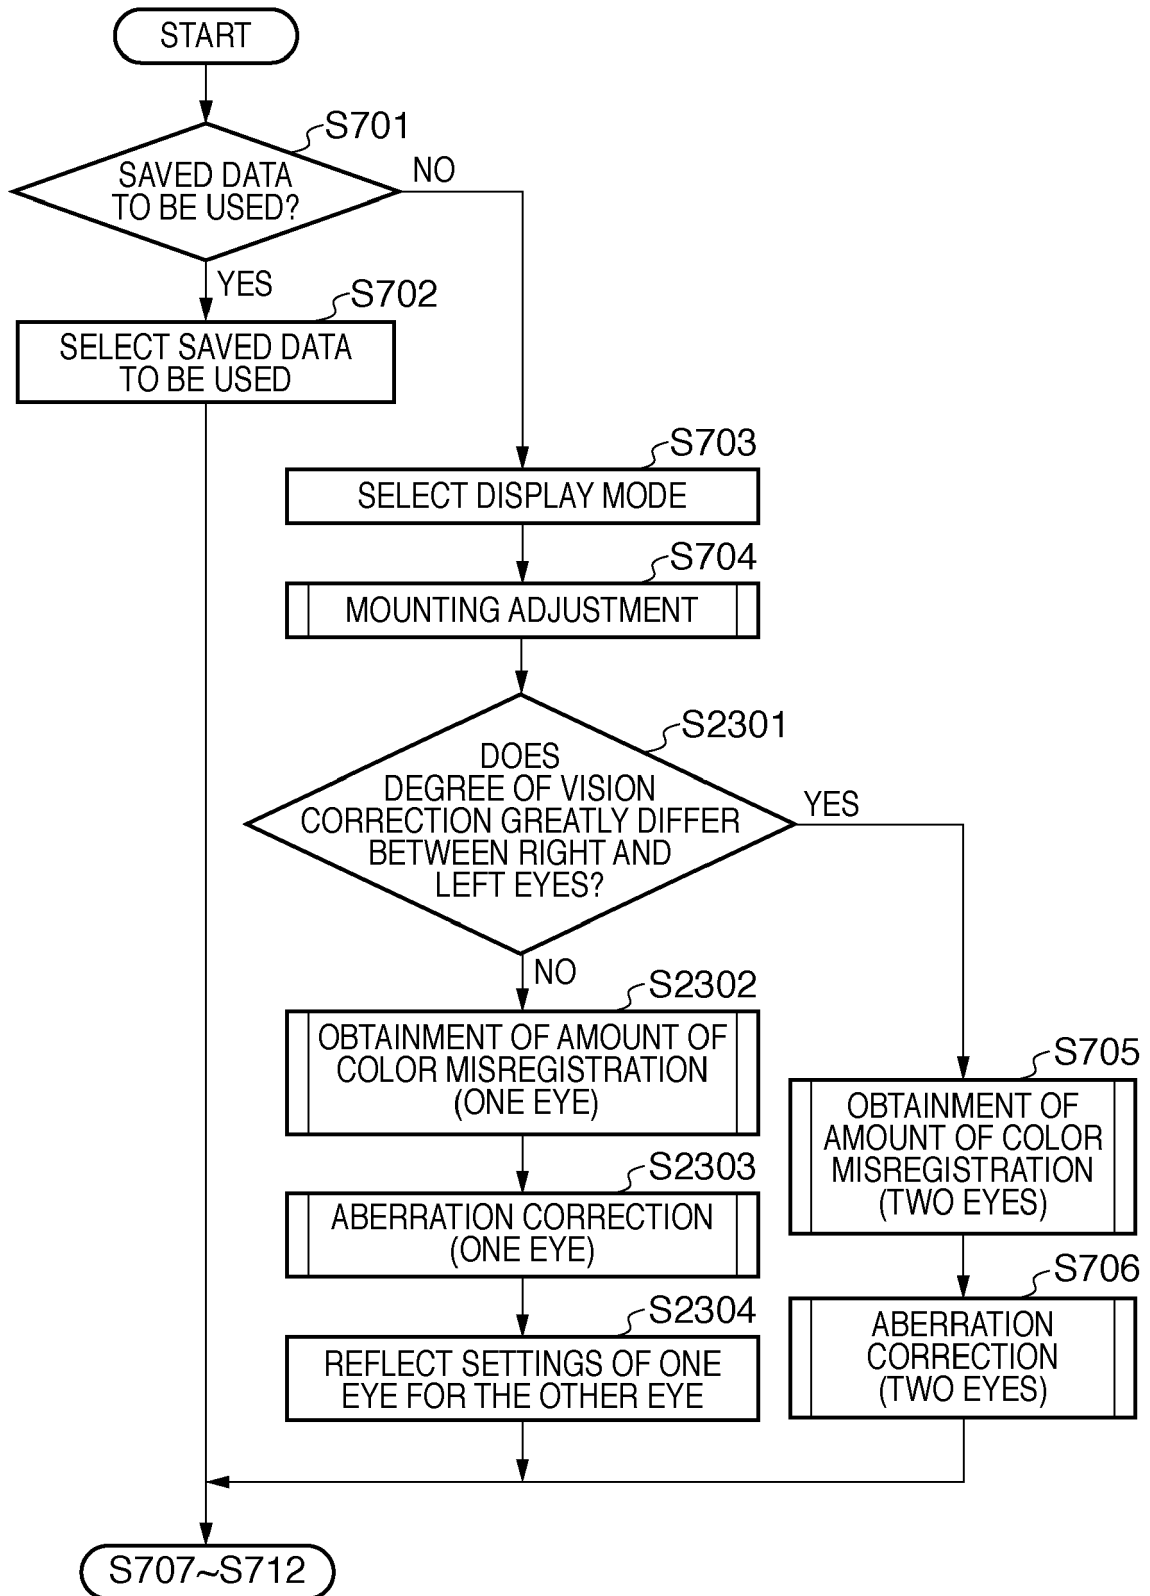 START
S701
SAVED DATA
TO BE USED?
NO
YES
S702
SELECT SAVED DATA
TO BE USED
S703
SELECT DISPLAY MODE
S704
MOUNTING ADJUSTMENT
S2301
DOES
DEGREE OF VISION
CORRECTION GREATLY DIFFER
BETWEEN RIGHT AND
LEFT EYES?
YES
NO
S2302
OBTAINMENT OF AMOUNT OF
COLOR MISREGISTRATION
(ONE EYE)
S2303
ABERRATION CORRECTION
(ONE EYE)
S2304
REFLECT SETTINGS OF ONE
EYE FOR THE OTHER EYE
S705
OBTAINMENT OF
AMOUNT OF COLOR
MISREGISTRATION
(TWO EYES)
S706
ABERRATION
CORRECTION
(TWO EYES)
S707~S712